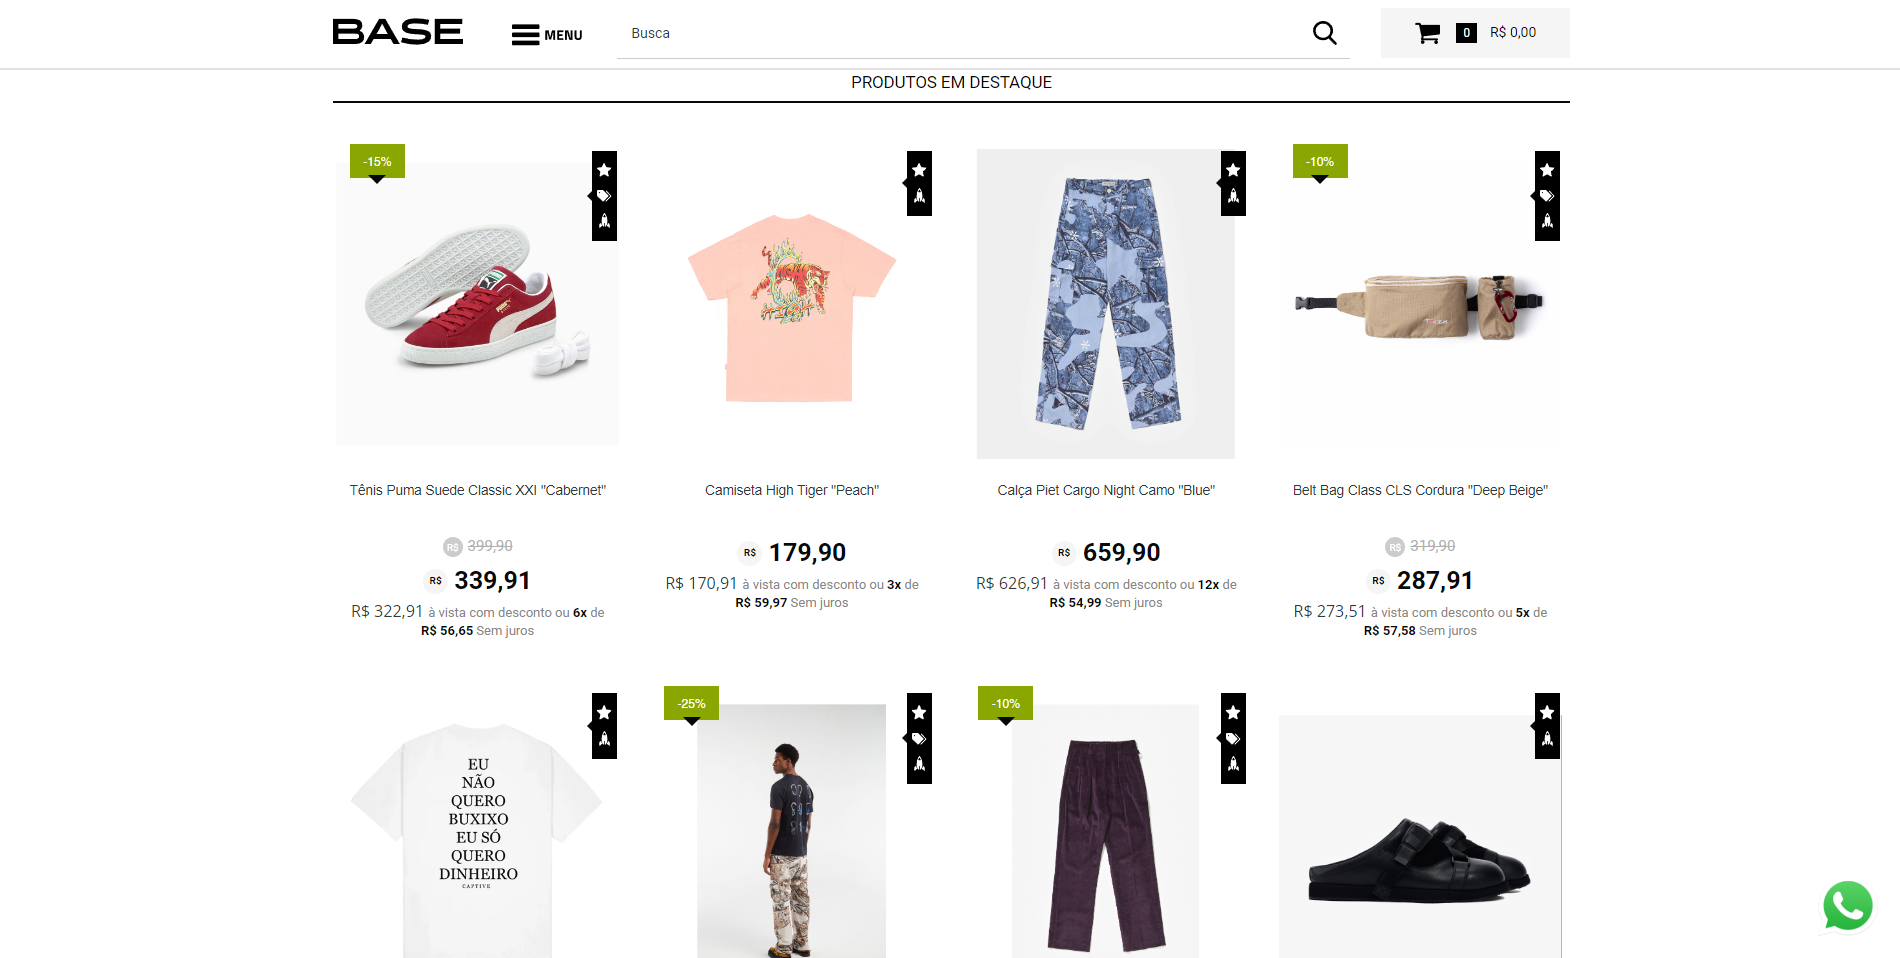 BASE
MENU
Busca
0
R$ 0,00
PRODUTOS EM DESTAQUE
-15%
-10%
Tênis Puma Suede Classic XXI "Cabernet"
R$ 399,90
R$ 339,91
R$ 322,91 à vista com desconto ou 6x de
R$ 56,65 Sem juros
Camiseta High Tiger "Peach"
R$ 179,90
R$ 170,91 à vista com desconto ou 3x de
R$ 59,97 Sem juros
Calça Piet Cargo Night Camo "Blue"
R$ 659,90
R$ 626,91 à vista com desconto ou 12x de
R$ 54,99 Sem juros
Belt Bag Class CLS Cordura "Deep Beige"
R$ 319,90
R$ 287,91
R$ 273,51 à vista com desconto ou 5x de
R$ 57,58 Sem juros
EU
NÃO
QUERO
BUXIXO
EU SÓ
QUERO
DINHEIRO
CAPTIVE
-25%
-10%